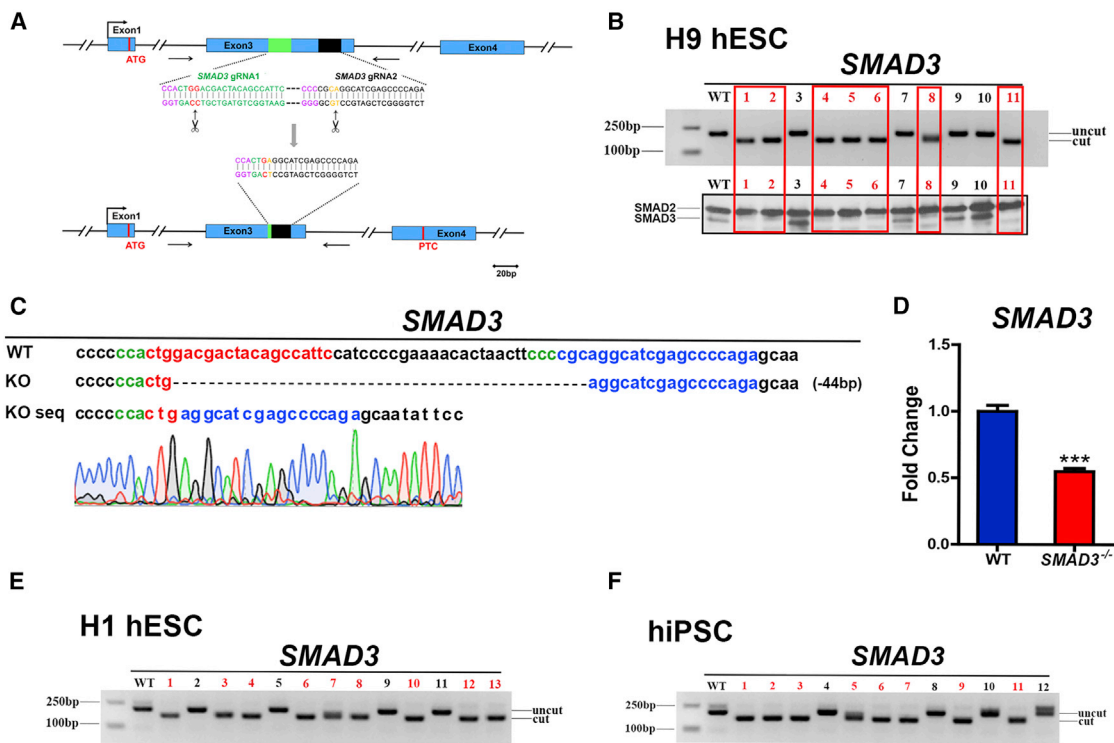 A
Exon1
Exon3
Exon4
ATG
SMAD3 gRNA1
SMAD3 gRNA2
CCACTGGACGACTACAGCCATTC---CCCCGCAGGCATCGAGCCCCAGA
GGTGACCTGCTGATGTCGGTAAG---GGGGCGTCCGTAGCTCGGGGTCT
CCACTGAGGCATCGAGCCCCAGA
GGTGACTCCGTAGCTCGGGGTCT
Exon1
Exon3
Exon4
ATG
PTC
20bp
B
H9 hESC
SMAD3
WT 1 2 3 4 5 6 7 8 9 10 11
250bp
uncut
cut
100bp
WT 1 2 3 4 5 6 7 8 9 10 11
SMAD2
SMAD3
C
SMAD3
WT ccccccactggacgactacagccattccatccccgaaaacactaacttcccccgcaggcatcgagccccagagcaa
KO ccccccactg------------------------------------aggcatcgagccccagagcaa (-44bp)
KO seq ccccccactgaggcatcgagccccagagcaatattcc
D
SMAD3
Fold Change
1.5
1.0
0.5
0.0
***
WT
SMAD3-/-
E
H1 hESC
SMAD3
WT 1 2 3 4 5 6 7 8 9 10 11 12 13
250bp
uncut
cut
100bp
F
hiPSC
SMAD3
WT 1 2 3 4 5 6 7 8 9 10 11 12
250bp
uncut
cut
100bp